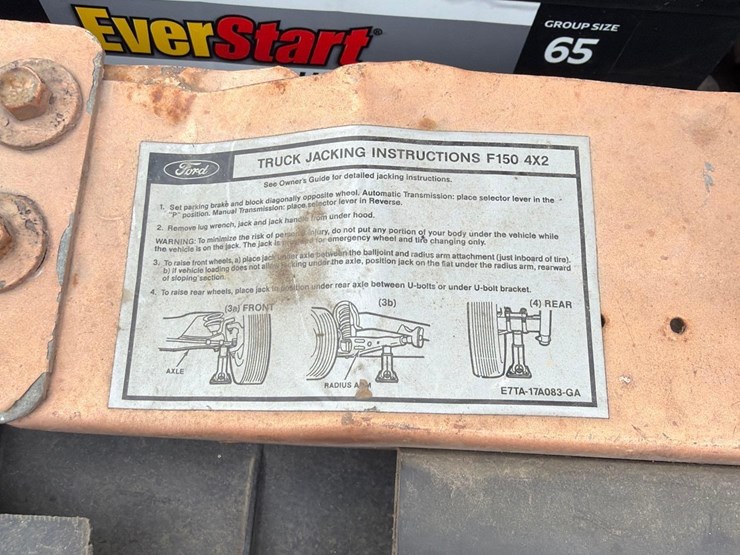 EverStart
GROUP SIZE
65
Ford
TRUCK JACKING INSTRUCTIONS F150 4X2
See Owner's Guide for detailed jacking instructions.
1. Set parking brake and block diagonally opposite wheel. Automatic Transmission: place selector lever in the
"P" position. Manual Transmission: place selector lever in Reverse.
2. Remove lug wrench, jack and jack handle from under hood.
WARNING: To minimize the risk of personal injury, do not put any portion of your body under the vehicle while
the vehicle is on the jack. The jack is for emergency wheel and tire changing only.
3. To raise front wheels, a) place jack under axle between the balljoint and radius arm attachment (just inboard of tire).
b) If vehicle loading does not allow jacking under the axle, position jack on the flat under the radius arm, rearward
of sloping section.
4. To raise rear wheels, place jack in position under rear axle between U-bolts or under U-bolt bracket.
(3a) FRONT
(3b)
(4) REAR
AXLE
RADIUS ARM
E7TA-17A083-GA